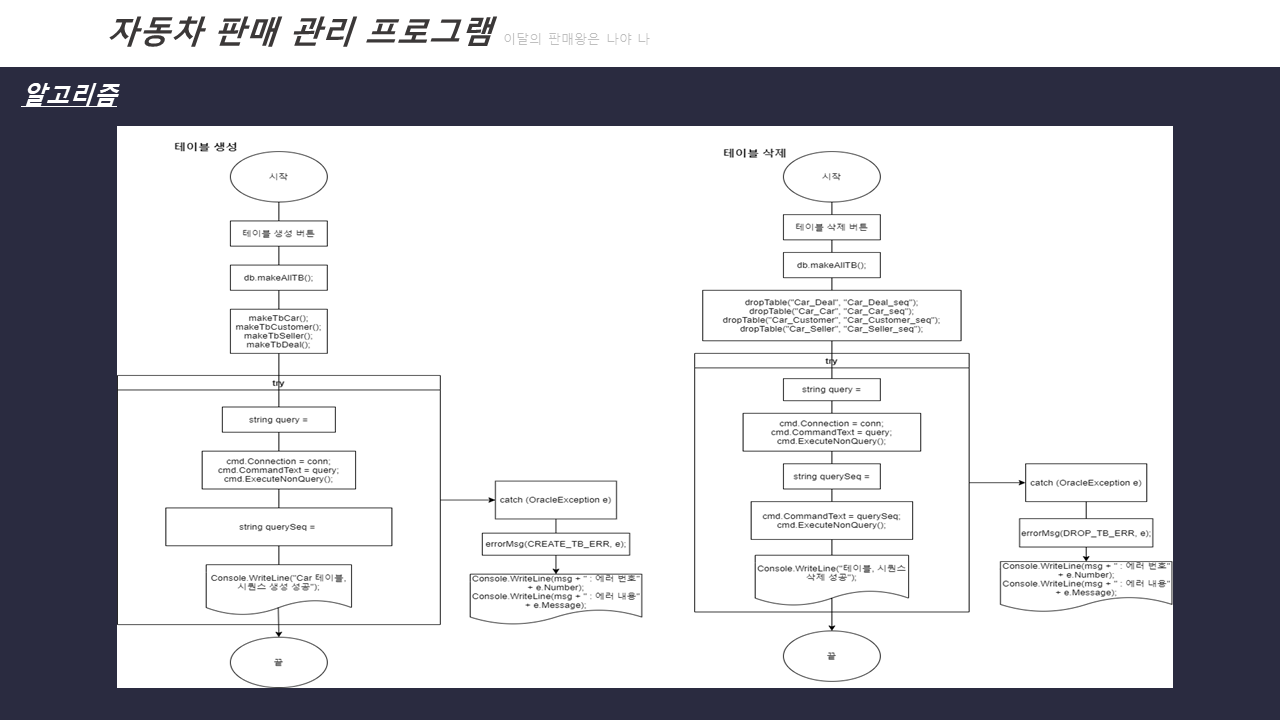 자동차 판매 관리 프로그램 이달의 판매왕은 나야 나
알고리즘
테이블 생성
시작
테이블 생성 버튼
db.makeAllTB();
makeTbCar();
makeTbCustomer();
makeTbSeller();
makeTbDeal();
try
string query =
cmd.Connection = conn;
cmd.CommandText = query;
cmd.ExecuteNonQuery();
string querySeq =
Console.WriteLine("Car 테이블,
시퀀스 생성 성공");
끝
catch (OracleException e)
errorMsg(CREATE_TB_ERR, e);
Console.WriteLine(msg + " : 에러 번호"
+ e.Number);
Console.WriteLine(msg + " : 에러 내용"
+ e.Message);
테이블 삭제
시작
테이블 삭제 버튼
db.makeAllTB();
dropTable("Car_Deal", "Car_Deal_seq");
dropTable("Car_Car", "Car_Car_seq");
dropTable("Car_Customer", "Car_Customer_seq");
dropTable("Car_Seller", "Car_Seller_seq");
try
string query =
cmd.Connection = conn;
cmd.CommandText = query;
cmd.ExecuteNonQuery();
string querySeq =
cmd.CommandText = querySeq;
cmd.ExecuteNonQuery();
Console.WriteLine("테이블, 시퀀스
삭제 성공");
끝
catch (OracleException e)
errorMsg(DROP_TB_ERR, e);
Console.WriteLine(msg + " : 에러 번호"
+ e.Number);
Console.WriteLine(msg + " : 에러 내용"
+ e.Message);